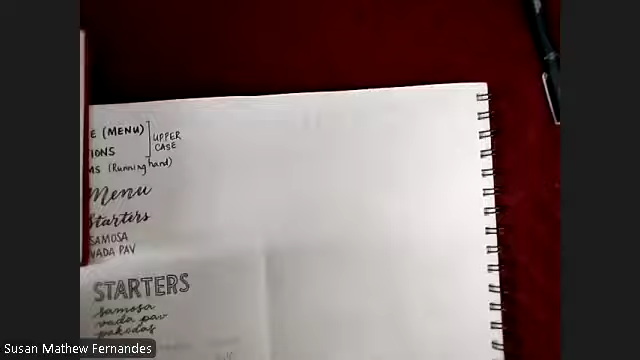 E (MENU)
UPPER CASE
IONS
MS (Running hand)
Menu
Starters
SAMOSA
VADA PAV
STARTERS
samosa
vada pav
pakodas
Susan Mathew Fernandes